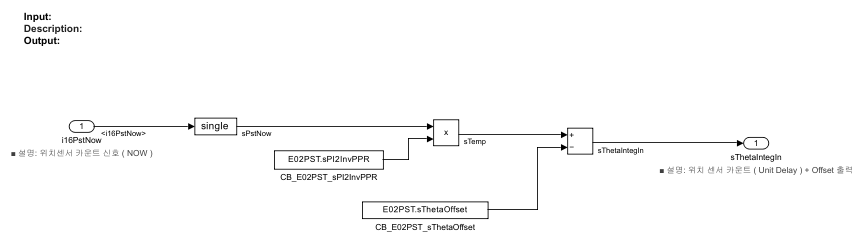 Input:
Description:
Output:
1
i16PstNow
<i16PstNow>
■ 설명: 위치센서 카운트 신호 ( NOW )
single
sPstNow
E02PST.sPI2InvPPR
CB_E02PST_sPI2InvPPR
x
sTemp
E02PST.sThetaOffset
CB_E02PST_sThetaOffset
+
−
sThetaIntegIn
1
sThetaIntegIn
■ 설명: 위치 센서 카운트 ( Unit Delay ) + Offset 출력